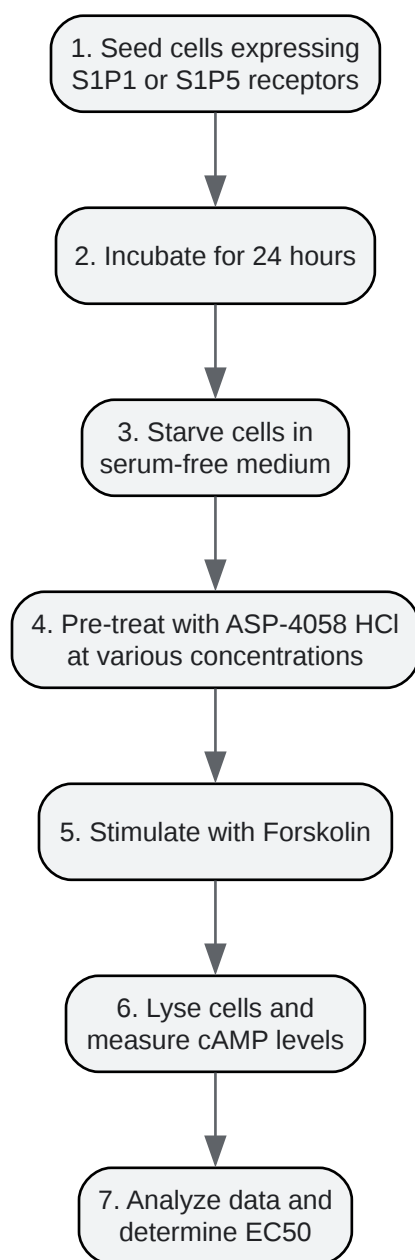 1. Seed cells expressing
S1P1 or S1P5 receptors
2. Incubate for 24 hours
3. Starve cells in
serum-free medium
4. Pre-treat with ASP-4058 HCl
at various concentrations
5. Stimulate with Forskolin
6. Lyse cells and
measure cAMP levels
7. Analyze data and
determine EC50